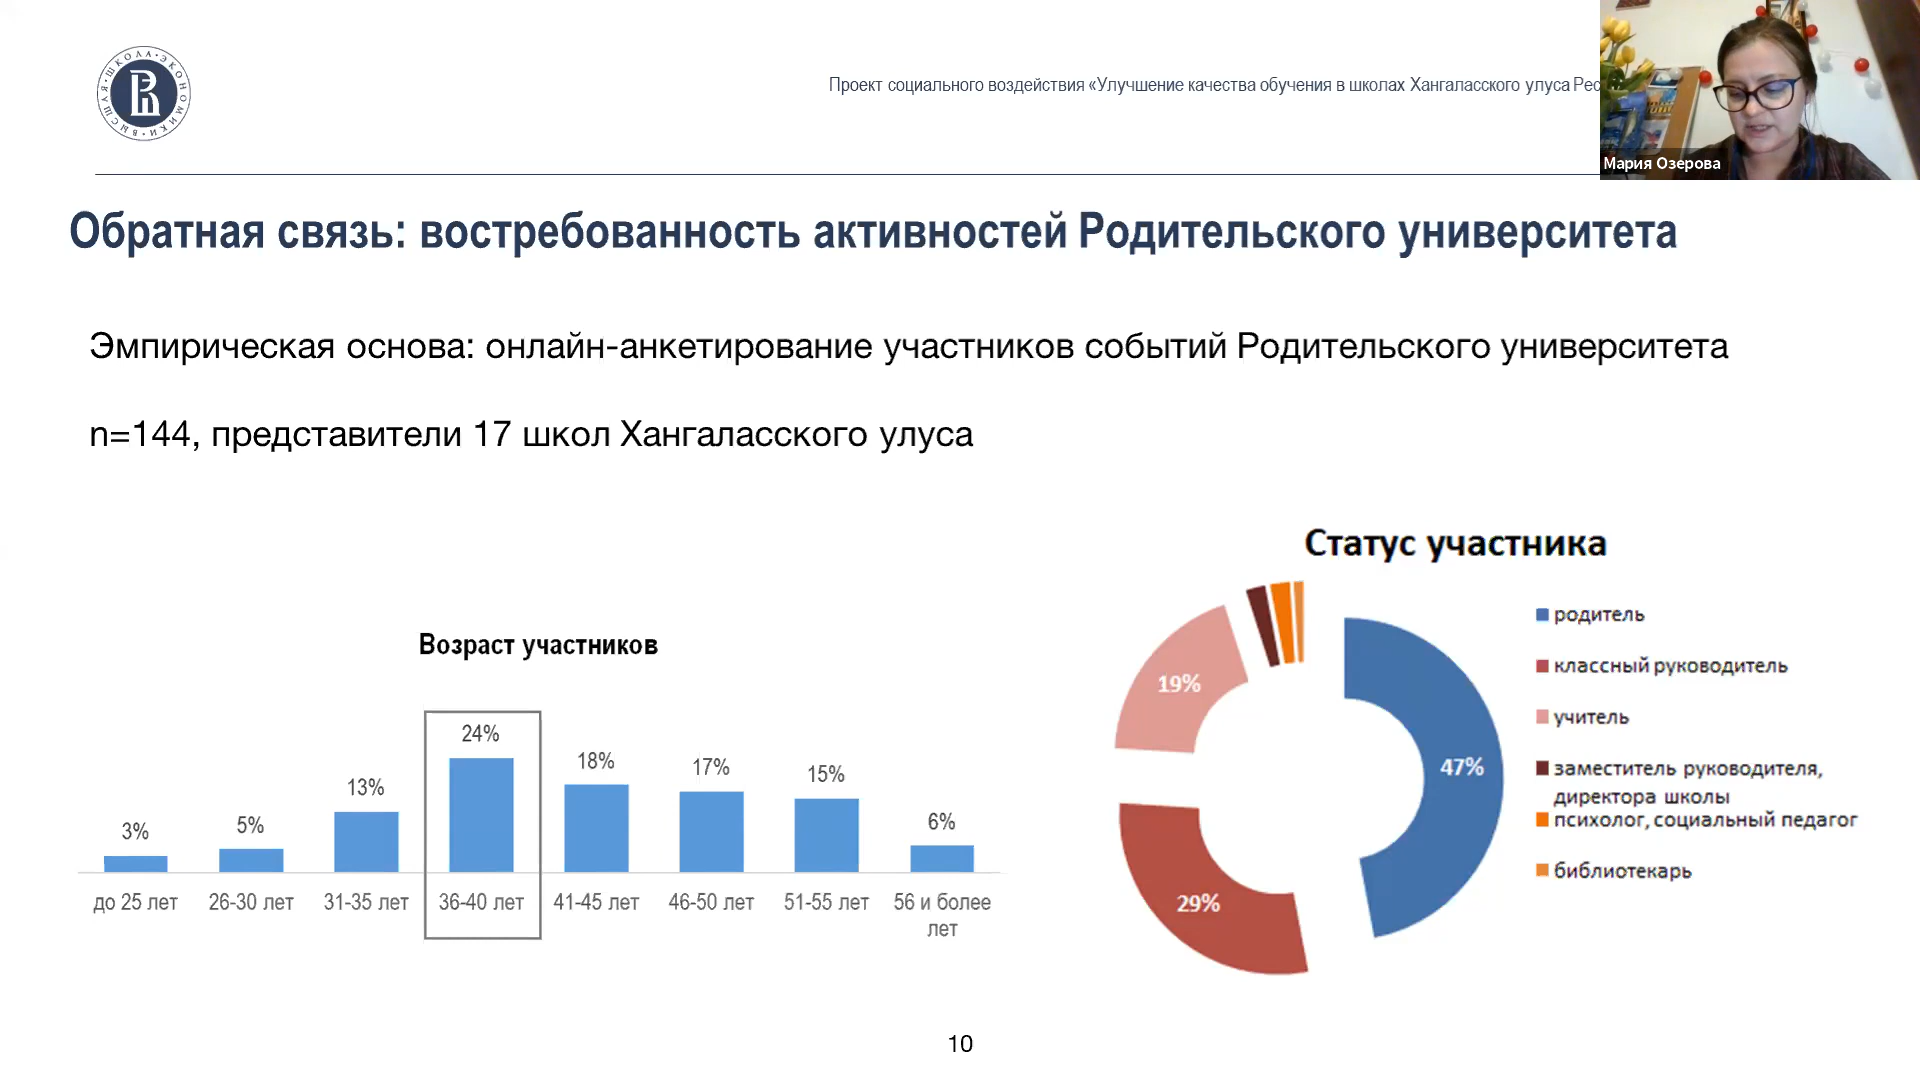 ВЫСШАЯ ШКОЛА ЭКОНОМИКИ
Проект социального воздействия «Улучшение качества обучения в школах Хангаласского улуса Рес
Мария Озерова
Обратная связь: востребованность активностей Родительского университета
Эмпирическая основа: онлайн-анкетирование участников событий Родительского университета
n=144, представители 17 школ Хангаласского улуса
Возраст участников
3%
5%
13%
24%
18%
17%
15%
6%
до 25 лет
26-30 лет
31-35 лет
36-40 лет
41-45 лет
46-50 лет
51-55 лет
56 и более
лет
Статус участника
19%
47%
29%
родитель
классный руководитель
учитель
заместитель руководителя,
директора школы
психолог, социальный педагог
библиотекарь
10